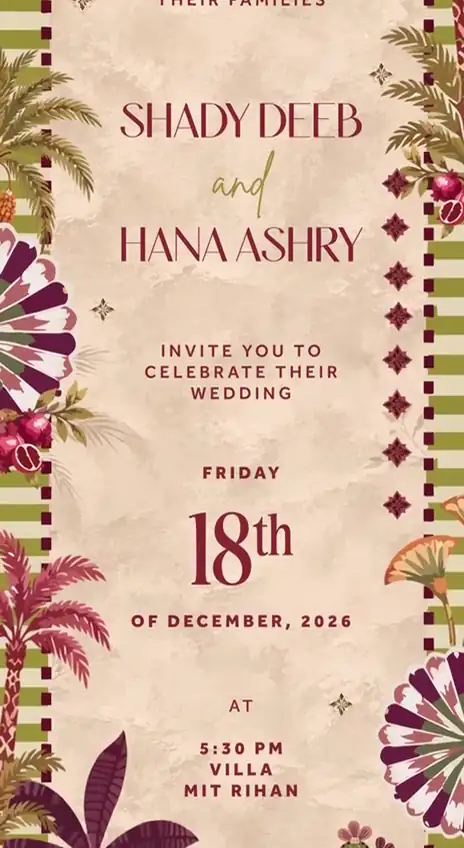 THEIR FAMILIES
SHADY DEEB
and
HANA ASHRY
INVITE YOU TO
CELEBRATE THEIR
WEDDING
FRIDAY
18th
OF DECEMBER, 2026
AT
5:30 PM
VILLA
MIT RIHAN